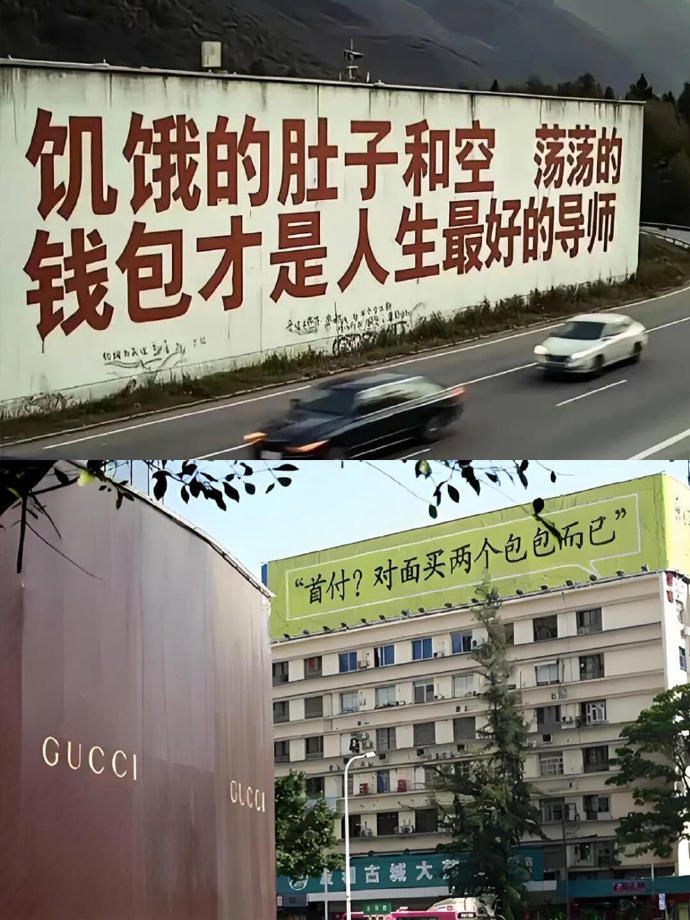 饥饿的肚子和空 荡荡的
钱包才是人生最好的导师
“首付？对面买两个包包而已”
GUCCI
GUCCI
古城大